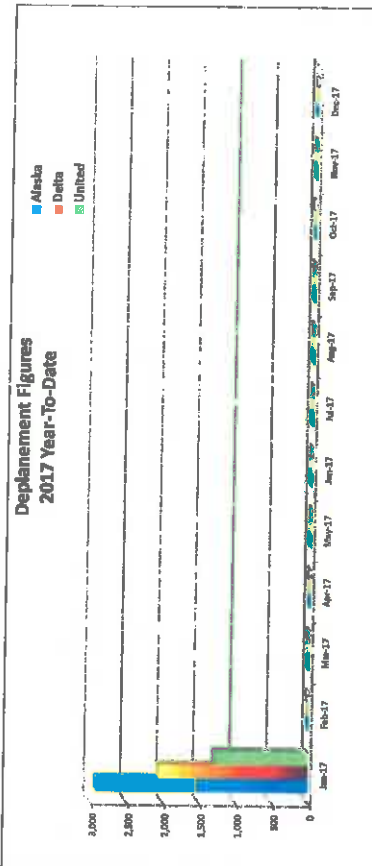 Deplanement Figures
2017 Year-To-Date
Alaska
Delta
United
3,000
2,500
2,000
1,500
1,000
500
0
Jan-17
Feb-17
Mar-17
Apr-17
May-17
Jun-17
Jul-17
Aug-17
Sep-17
Oct-17
Nov-17
Dec-17